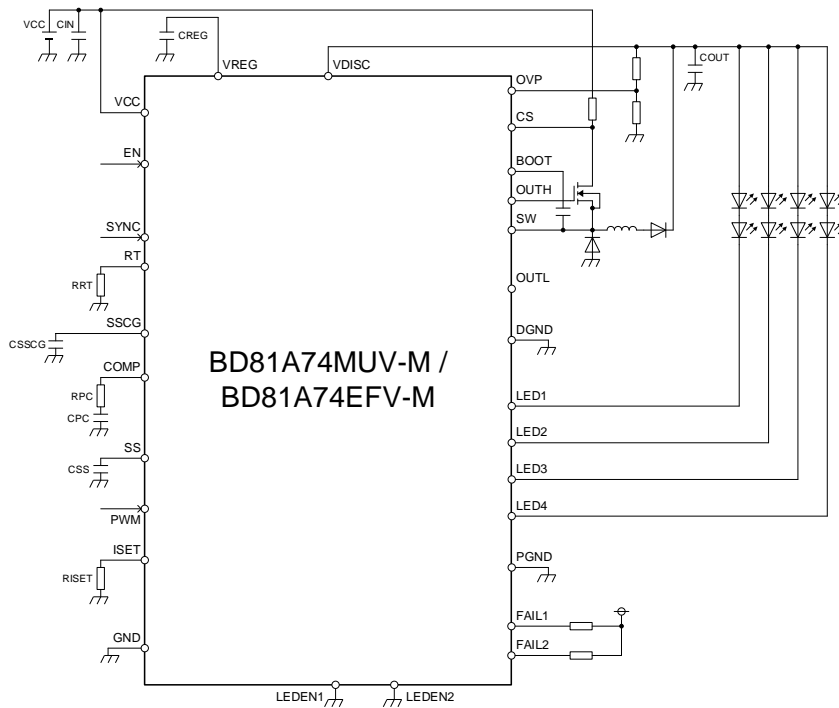 VCC
CIN
CREG
VREG
VDISC
COUT
OVP
VCC
CS
EN
BOOT
OUTH
SYNC
SW
RT
RRT
OUTL
SSCG
CSSCG
DGND
BD81A74MUV-M /
BD81A74EFV-M
COMP
RPC
CPC
LED1
LED2
SS
CSS
LED3
LED4
PWM
ISET
RISET
PGND
FAIL1
GND
FAIL2
LEDEN1
LEDEN2